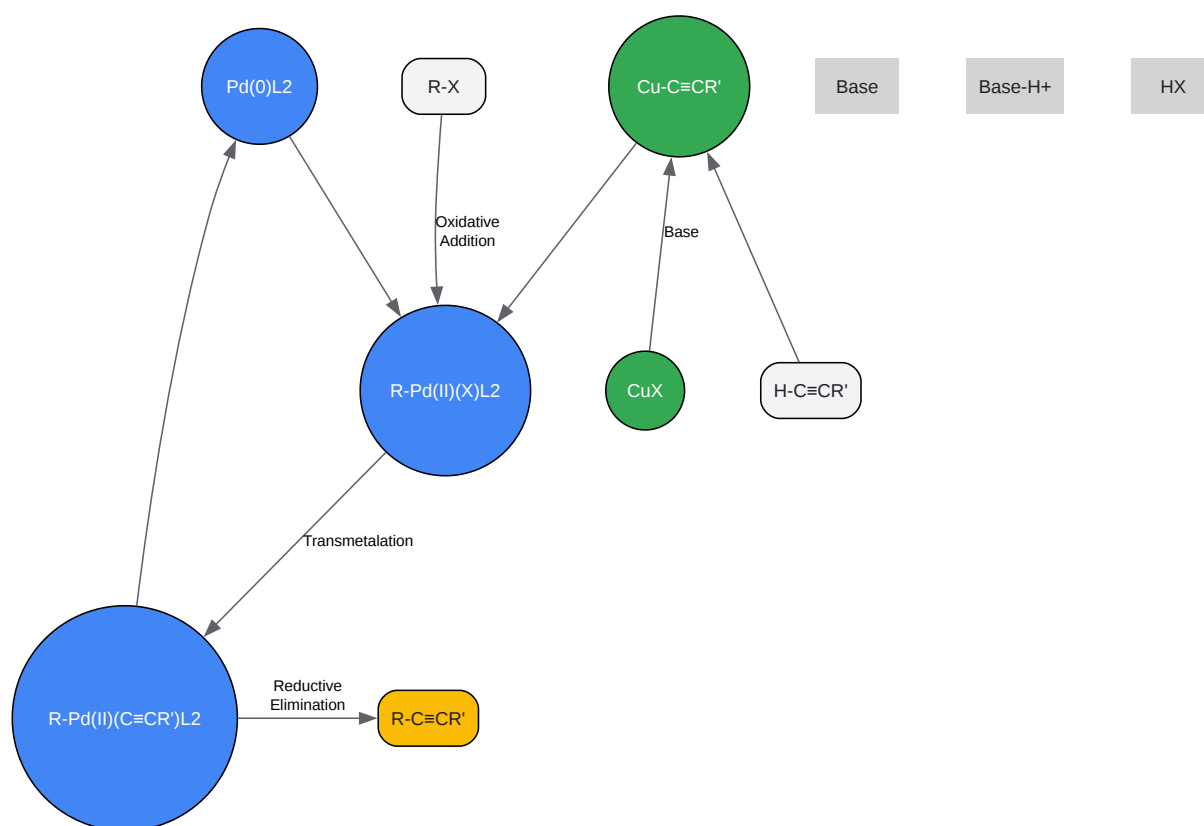 Pd(0)L2
R-X
Cu-C≡CR'
Base
Base-H+
HX
Oxidative
Addition
Base
R-Pd(II)(X)L2
CuX
H-C≡CR'
Transmetalation
Reductive
Elimination
R-Pd(II)(C≡CR')L2
R-C≡CR'